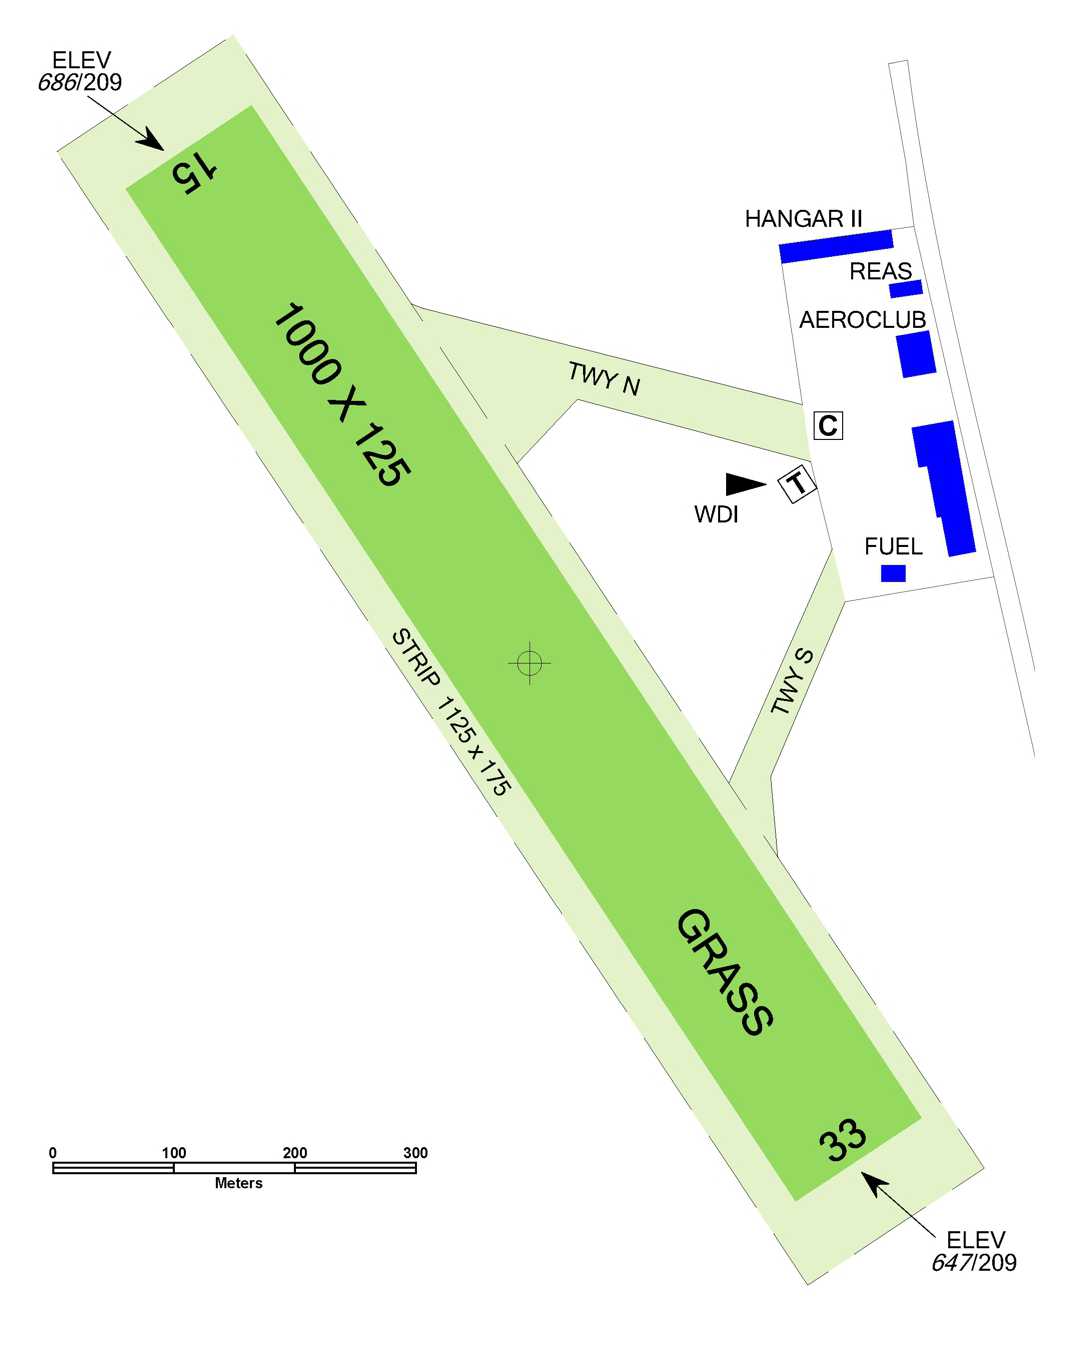 ELEV
686/209
15
HANGAR II
REAS
AEROCLUB
1000 X 125
TWY N
C
T
WDI
FUEL
STRIP 1125 x 175
TWY S
GRASS
33
0 100 200 300
Meters
ELEV
647/209